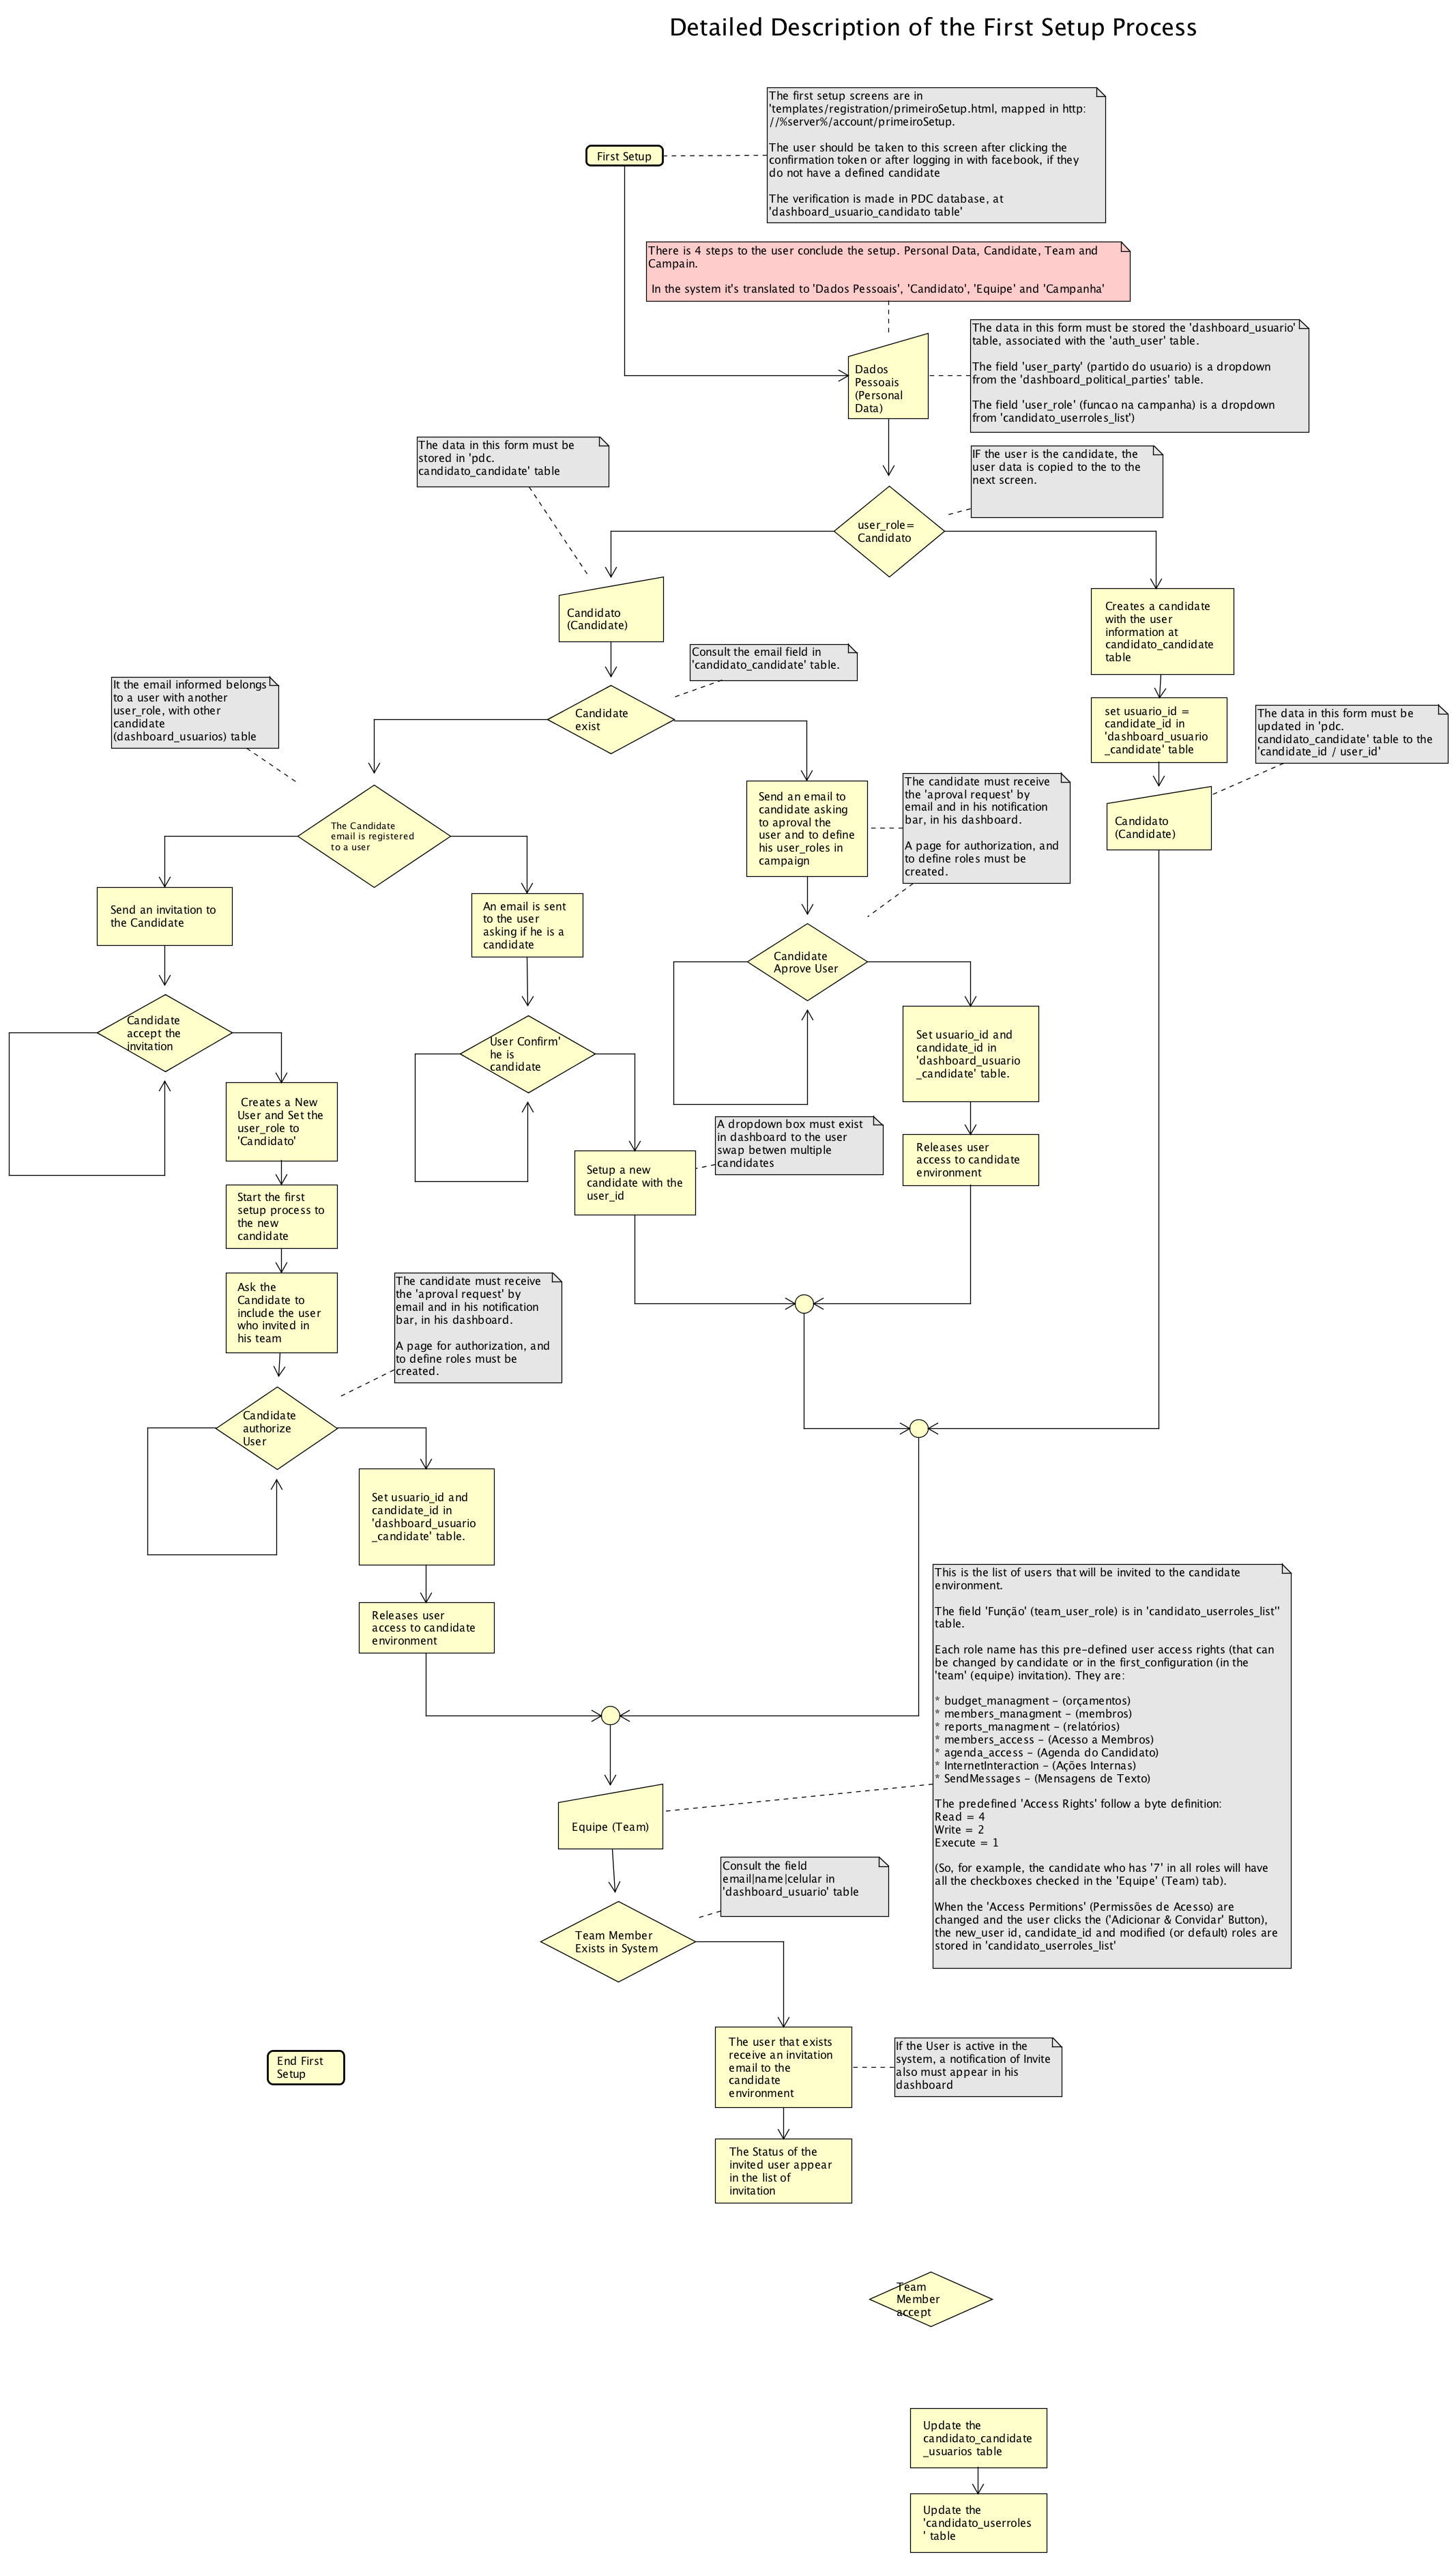 Detailed Description of the First Setup Process
The first setup screens are in
'templates/registration/primeiroSetup.html, mapped in http:
//%server%/account/primeiroSetup.
The user should be taken to this screen after clicking the
confirmation token or after logging in with facebook, if they
do not have a defined candidate
The verification is made in PDC database, at
'dashboard_usuario_candidato table'
First Setup
There is 4 steps to the user conclude the setup. Personal Data, Candidate, Team and
Campain.
In the system it's translated to 'Dados Pessoais', 'Candidato', 'Equipe' and 'Campanha'
The data in this form must be stored the 'dashboard_usuario'
table, associated with the 'auth_user' table.
The field 'user_party' (partido do usuario) is a dropdown
from the 'dashboard_political_parties' table.
The field 'user_role' (funcao na campanha) is a dropdown
from 'candidato_userroles_list')
Dados
Pessoais
(Personal
Data)
The data in this form must be
stored in 'pdc.
candidato_candidate' table
IF the user is the candidate, the
user data is copied to the to the
next screen.
user_role=
Candidato
Candidato
(Candidate)
Creates a candidate
with the user
information at
candidato_candidate
table
Consult the email field in
'candidato_candidate' table.
It the email informed belongs
to a user with another
user_role, with other
candidate
(dashboard_usuarios) table
Candidate
exist
set usuario_id =
candidate_id in
'dashboard_usuario
_candidate' table
The data in this form must be
updated in 'pdc.
candidato_candidate' table to the
'candidate_id / user_id'
The Candidate
email is registered
to a user
Send an email to
candidate asking
to aproval the
user and to define
his user_roles in
campaign
The candidate must receive
the 'aproval request' by
email and in his notification
bar, in his dashboard.
A page for authorization, and
to define roles must be
created.
Candidato
(Candidate)
Send an invitation to
the Candidate
An email is sent
to the user
asking if he is a
candidate
Candidate
Aprove User
Candidate
accept the
invitation
User Confirm'
he is
candidate
Set usuario_id and
candidate_id in
'dashboard_usuario
_candidate' table.
Creates a New
User and Set the
user_role to
'Candidato'
A dropdown box must exist
in dashboard to the user
swap betwen multiple
candidates
Releases user
access to candidate
environment
Setup a new
candidate with the
user_id
Start the first
setup process to
the new
candidate
Ask the
Candidate to
include the user
who invited in
his team
The candidate must receive
the 'aproval request' by
email and in his notification
bar, in his dashboard.
A page for authorization, and
to define roles must be
created.
Candidate
authorize
User
Set usuario_id and
candidate_id in
'dashboard_usuario
_candidate' table.
Releases user
access to candidate
environment
This is the list of users that will be invited to the candidate
environment.
The field 'Função' (team_user_role) is in 'candidato_userroles_list''
table.
Each role name has this pre-defined user access rights (that can
be changed by candidate or in the first_configuration (in the
'team' (equipe) invitation). They are:
* budget_managment - (orçamentos)
* members_managment - (membros)
* reports_managment - (relatórios)
* members_access - (Acesso a Membros)
* agenda_access - (Agenda do Candidato)
* InternetInteraction - (Ações Internas)
* SendMessages - (Mensagens de Texto)
The predefined 'Access Rights' follow a byte definition:
Read = 4
Write = 2
Execute = 1
(So, for example, the candidate who has '7' in all roles will have
all the checkboxes checked in the 'Equipe' (Team) tab).
When the 'Access Permitions' (Permissões de Acesso) are
changed and the user clicks the ('Adicionar & Convidar' Button),
the new_user id, candidate_id and modified (or default) roles are
stored in 'candidato_userroles_list'
Equipe (Team)
Consult the field
email|name|celular in
'dashboard_usuario' table
Team Member
Exists in System
The user that exists
receive an invitation
email to the
candidate
environment
If the User is active in the
system, a notification of Invite
also must appear in his
dashboard
End First
Setup
The Status of the
invited user appear
in the list of
invitation
Team
Member
accept
Update the
candidato_candidate
_usuarios table
Update the
'candidato_userroles
' table